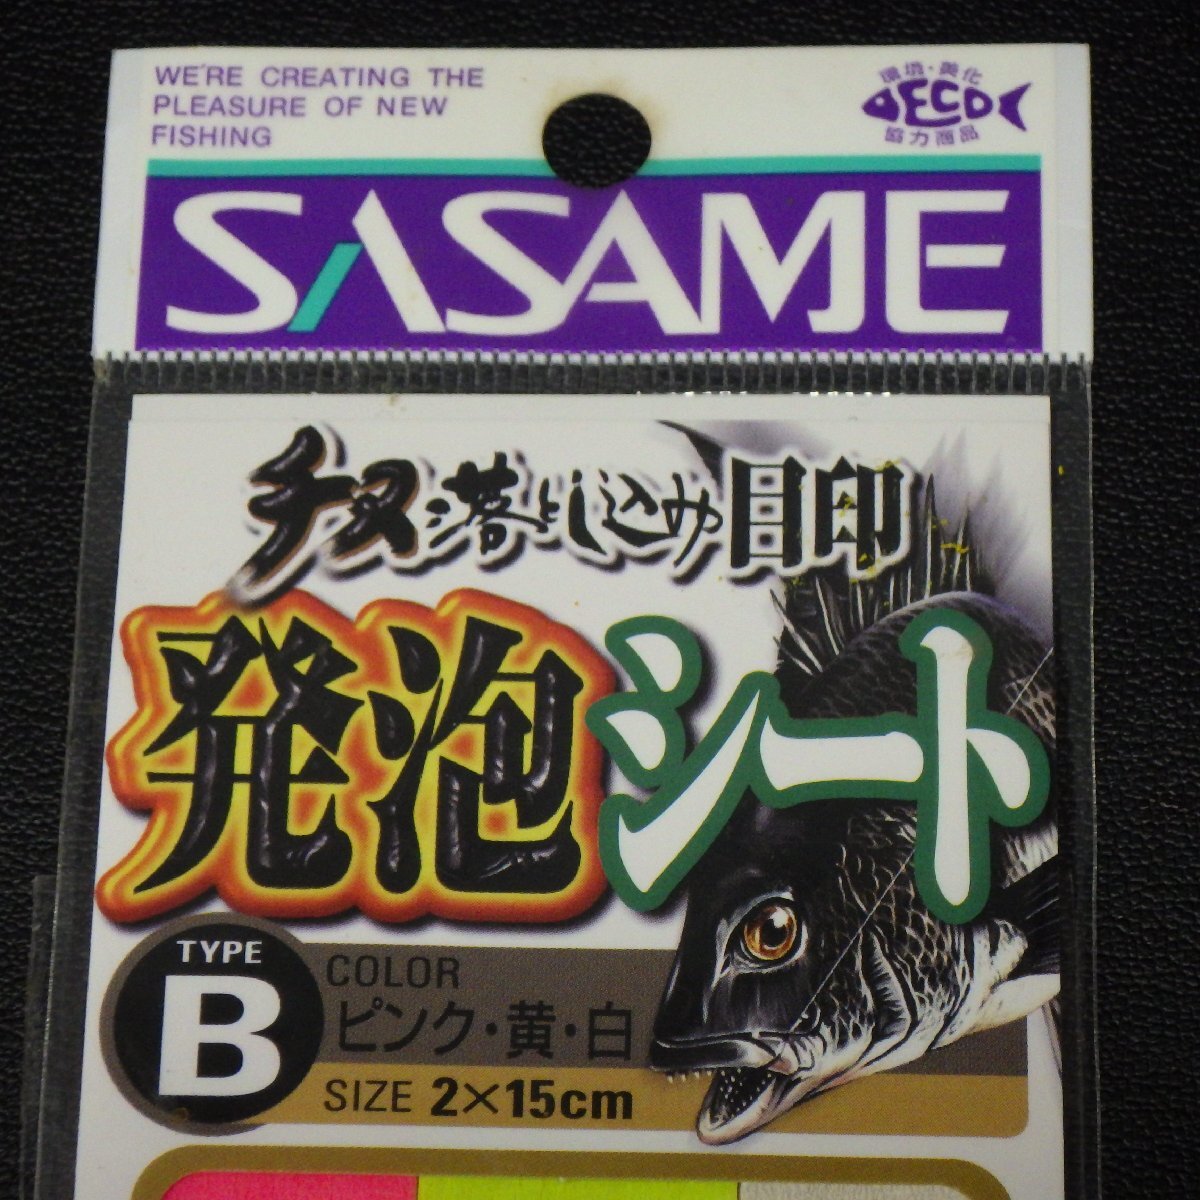 WE'RE CREATING THE
PLEASURE OF NEW
FISHING
環境・美化
ECO
協力商品
SASAME
チヌ落とし込み目印
発泡シート
TYPE
B
COLOR
ピンク・黄・白
SIZE 2×15cm